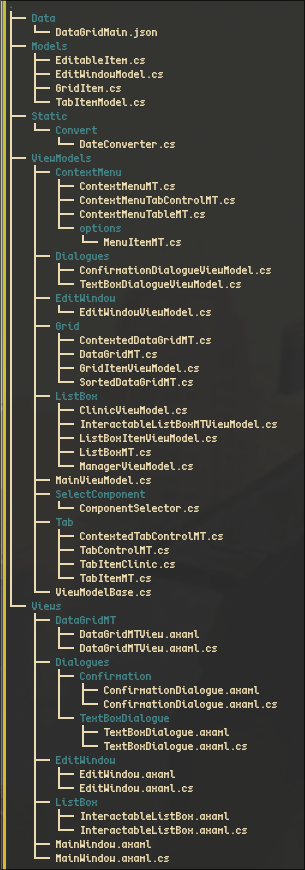 .
├── Data
│   └── DataGridMain.json
├── Models
│   ├── EditableItem.cs
│   ├── EditWindowModel.cs
│   ├── GridItem.cs
│   └── TabItemModel.cs
├── Static
│   └── Convert
│       └── DateConverter.cs
├── ViewModels
│   ├── ContextMenu
│   │   ├── ContextMenuMT.cs
│   │   ├── ContextMenuTabControlMT.cs
│   │   ├── ContextMenuTableMT.cs
│   │   └── options
│   │       └── MenuItemMT.cs
│   ├── Dialogues
│   │   ├── ConfirmationDialogueViewModel.cs
│   │   └── TextBoxDialogueViewModel.cs
│   ├── EditWindow
│   │   └── EditWindowViewModel.cs
│   ├── Grid
│   │   ├── ContextedDataGridMT.cs
│   │   ├── DataGridMT.cs
│   │   ├── GridItemViewModel.cs
│   │   └── SortedDataGridMT.cs
│   ├── ListBox
│   │   ├── ClinicViewModel.cs
│   │   ├── InteractableListBoxMTViewModel.cs
│   │   ├── ListBoxItemViewModel.cs
│   │   ├── ListBoxMT.cs
│   │   └── ManagerViewModel.cs
│   ├── MainViewModel.cs
│   ├── SelectComponent
│   │   └── ComponentSelector.cs
│   ├── Tab
│   │   ├── ContextedTabControlMT.cs
│   │   ├── TabControlMT.cs
│   │   ├── TabItemClinic.cs
│   │   └── TabItemMT.cs
│   └── ViewModelBase.cs
└── Views
    ├── DataGridMT
    │   ├── DataGridMTView.axaml
    │   └── DataGridMTView.axaml.cs
    ├── Dialogues
    │   ├── Confirmation
    │   │   ├── ConfirmationDialogue.axaml
    │   │   └── ConfirmationDialogue.axaml.cs
    │   └── TextBoxDialogue
    │       ├── TextBoxDialogue.axaml
    │       └── TextBoxDialogue.axaml.cs
    ├── EditWindow
    │   ├── EditWindow.axaml
    │   └── EditWindow.axaml.cs
    ├── ListBox
    │   ├── InteractableListBox.axaml
    │   └── InteractableListBox.axaml.cs
    ├── MainWindow.axaml
    └── MainWindow.axaml.cs